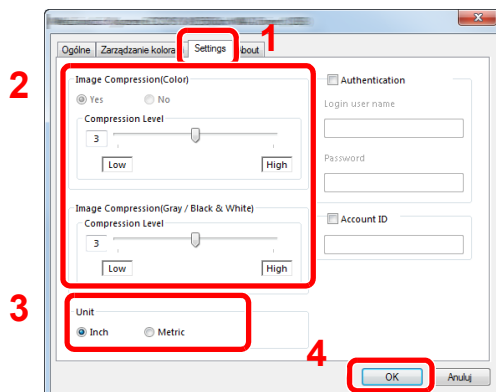 1
Ogólne Zarządzanie kolora Settings bout
2
Image Compression(Color)
Yes No
Compression Level
3
Low High
Image Compression(Gray / Black & White)
Compression Level
3
Low High
Authentication
Login user name
Password
Account ID
3
Unit
Inch Metric
4
OK Anuluj